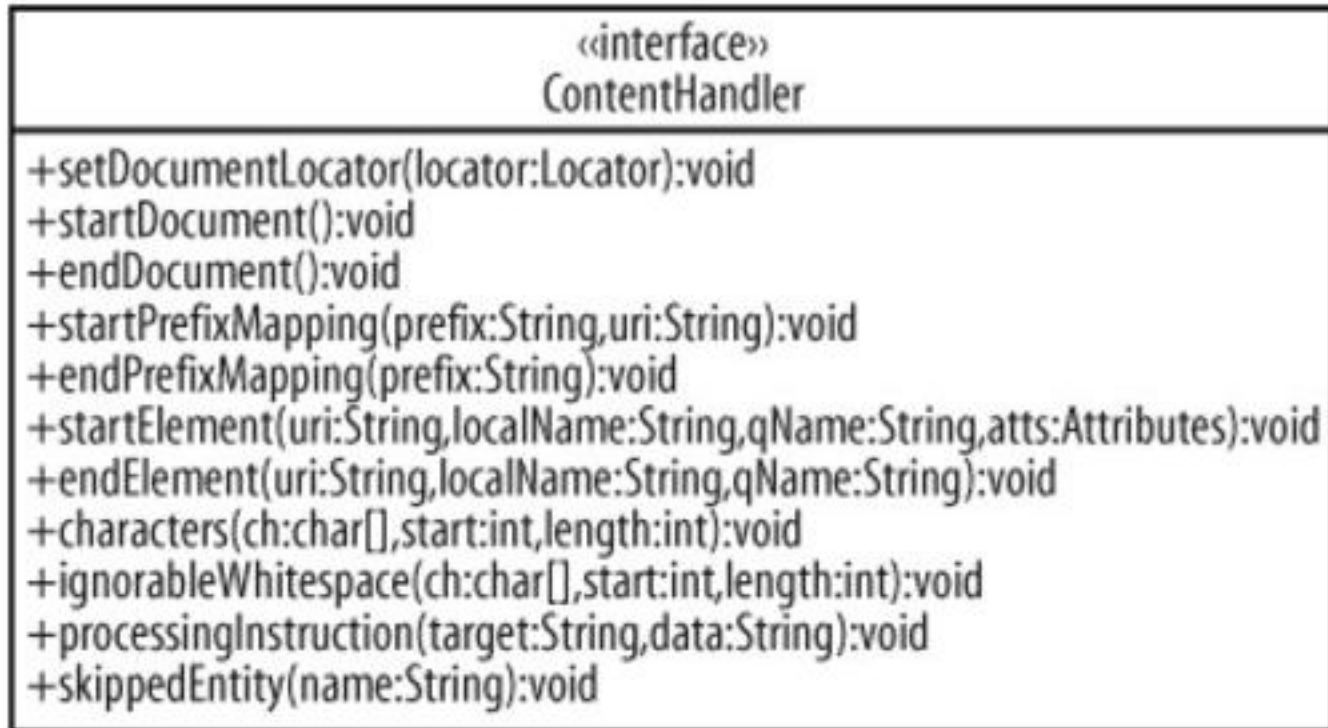 «interface»
ContentHandler
+setDocumentLocator(locator:Locator):void
+startDocument():void
+endDocument():void
+startPrefixMapping(prefix:String,uri:String):void
+endPrefixMapping(prefix:String):void
+startElement(uri:String,localName:String,qName:String,atts:Attributes):void
+endElement(uri:String,localName:String,qName:String):void
+characters(ch:char[],start:int,length:int):void
+ignorableWhitespace(ch:char[],start:int,length:int):void
+processingInstruction(target:String,data:String):void
+skippedEntity(name:String):void